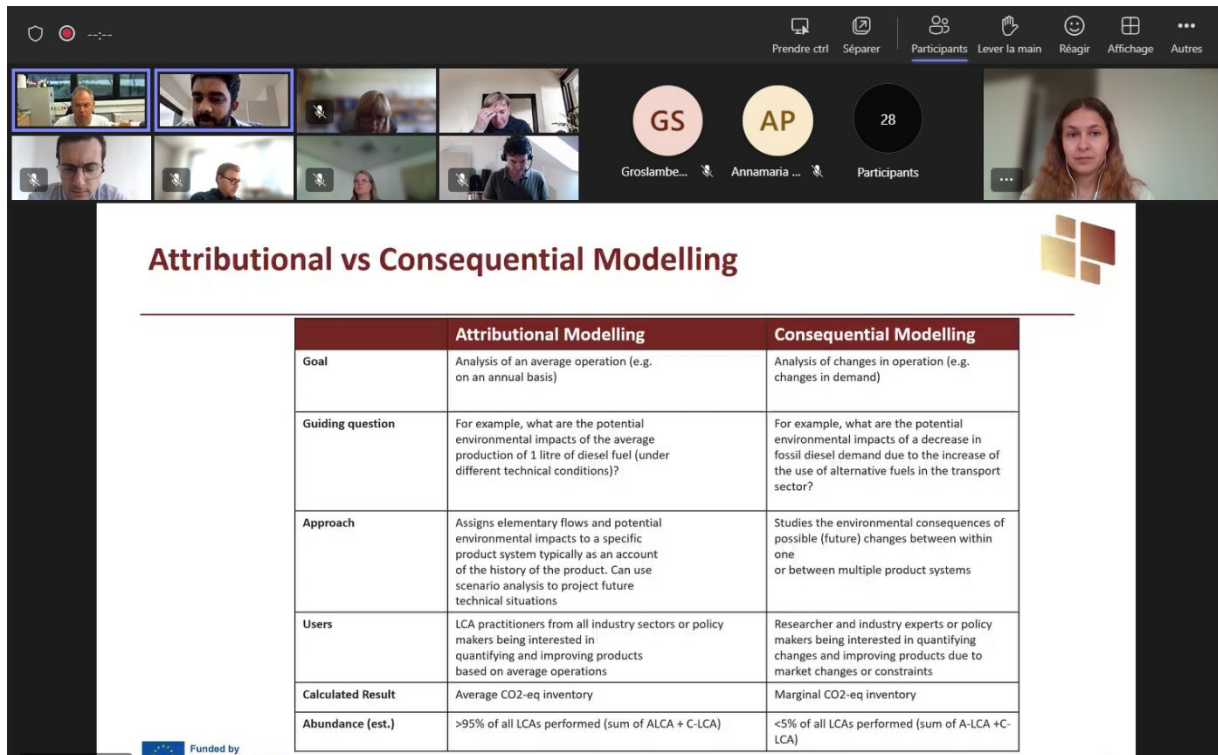 --:--
Prendre ctrl
Séparer
Participants
Lever la main
Réagir
Affichage
Autres
GS
AP
28
Groslambe...
Annamaria ...
Participants
Attributional vs Consequential Modelling
Attributional Modelling
Consequential Modelling
Goal
Analysis of an average operation (e.g.
on an annual basis)
Analysis of changes in operation (e.g.
changes in demand)
Guiding question
For example, what are the potential
environmental impacts of the average
production of 1 litre of diesel fuel (under
different technical conditions)?
For example, what are the potential
environmental impacts of a decrease in
fossil diesel demand due to the increase of
the use of alternative fuels in the transport
sector?
Approach
Assigns elementary flows and potential
environmental impacts to a specific
product system typically as an account
of the history of the product. Can use
scenario analysis to project future
technical situations
Studies the environmental consequences of
possible (future) changes between within
one
or between multiple product systems
Users
LCA practitioners from all industry sectors or policy
makers being interested in
quantifying and improving products
based on average operations
Researcher and industry experts or policy
makers being interested in quantifying
changes and improving products due to
market changes or constraints
Calculated Result
Average CO2-eq inventory
Marginal CO2-eq inventory
Abundance (est.)
>95% of all LCAs performed (sum of ALCA + C-LCA)
<5% of all LCAs performed (sum of A-LCA +C-
LCA)
Funded by